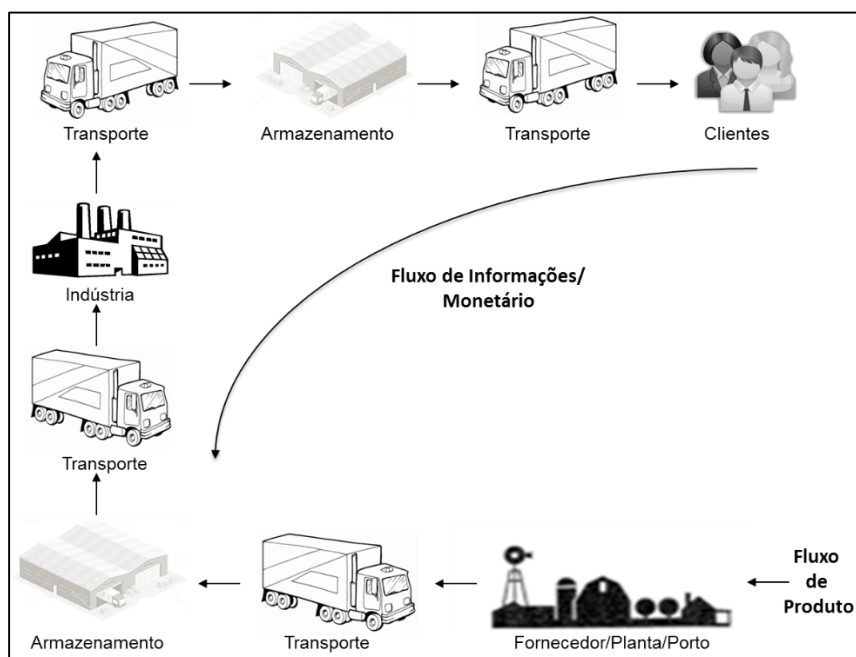 Transporte
Armazenamento
Transporte
Clientes
Indústria
Fluxo de Informações/
Monetário
Transporte
Fluxo
de
Produto
Armazenamento
Transporte
Fornecedor/Planta/Porto